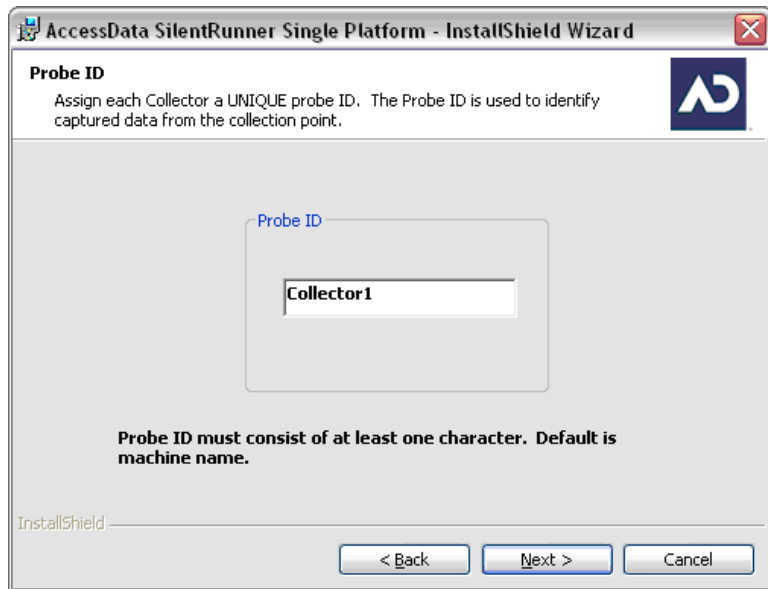 AccessData SilentRunner Single Platform - InstallShield Wizard
Probe ID
Assign each Collector a UNIQUE probe ID. The Probe ID is used to identify
captured data from the collection point.
AD
Probe ID
Collector1
Probe ID must consist of at least one character. Default is
machine name.
InstallShield
< Back
Next >
Cancel